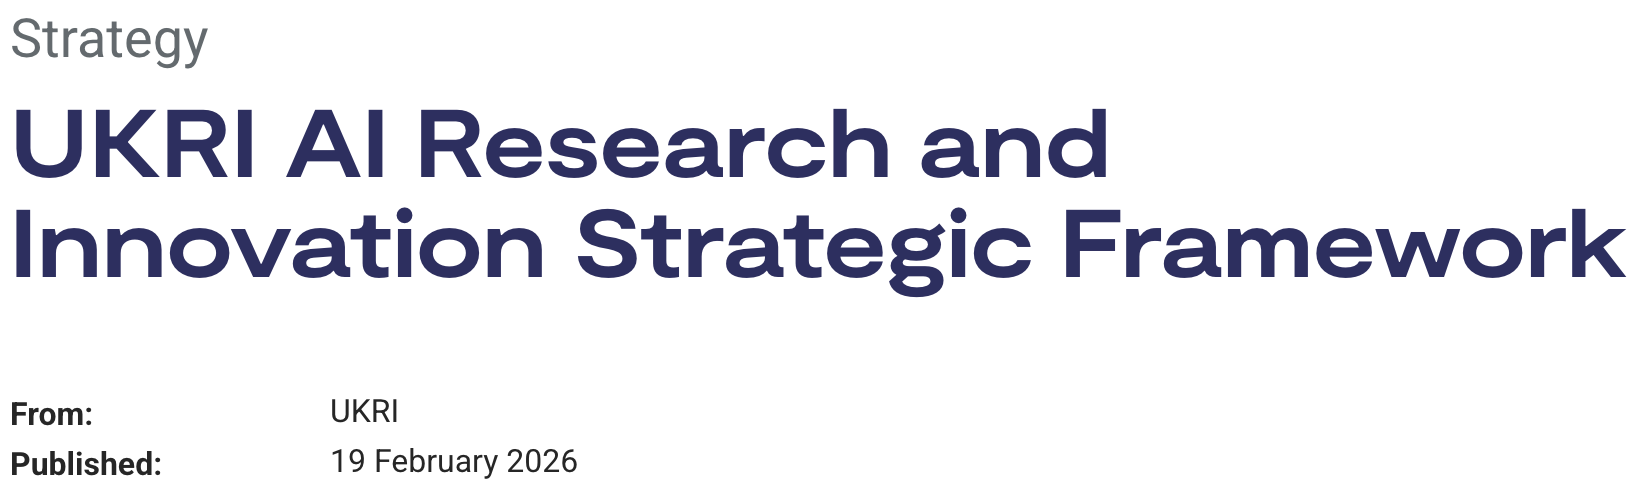 Strategy
UKRI AI Research and
Innovation Strategic Framework
From: UKRI
Published: 19 February 2026